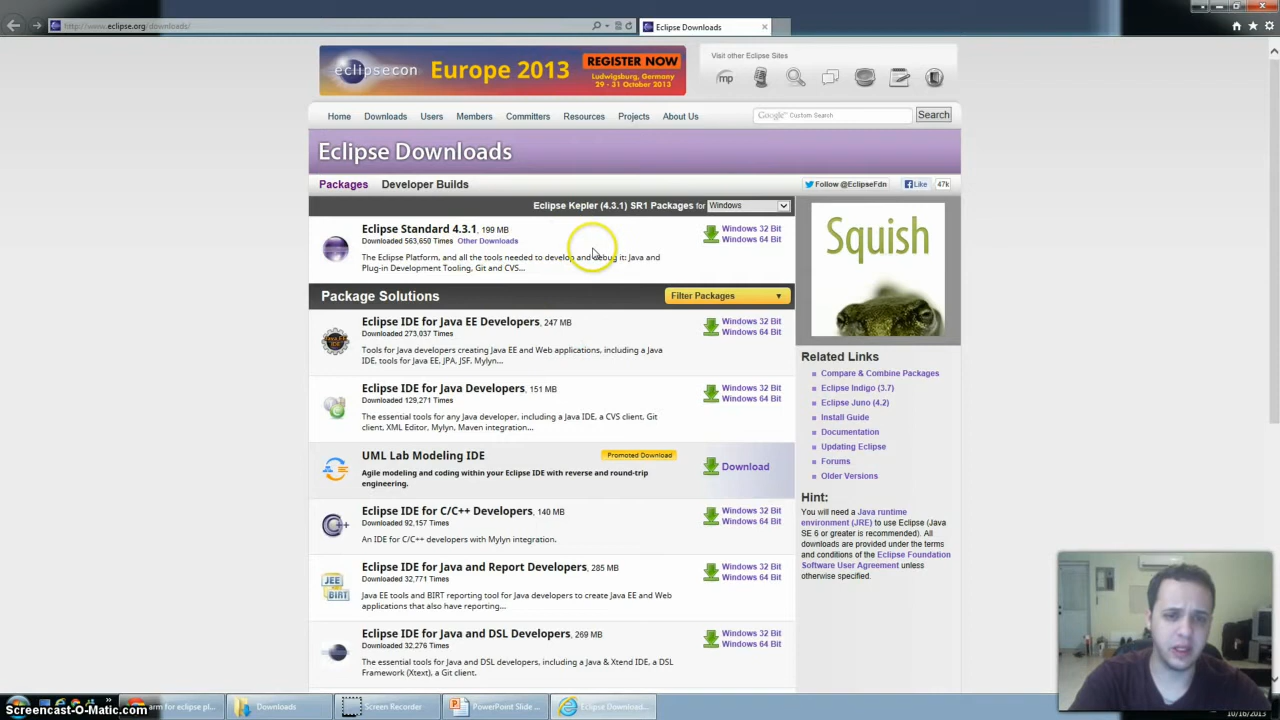 http://www.eclipse.org/downloads/
Eclipse Downloads
eclipsecon Europe 2013
REGISTER NOW
Ludwigsburg, Germany
29 - 31 October 2013
Visit other Eclipse Sites
mp
Home Downloads Users Members Committers Resources Projects About Us
Google Custom Search
Search
Eclipse Downloads
Packages Developer Builds
Follow @EclipseFdn
Like 47k
Eclipse Kepler (4.3.1) SR1 Packages for Windows
Eclipse Standard 4.3.1, 199 MB
Downloaded 563,650 Times Other Downloads
The Eclipse Platform, and all the tools needed to develop and debug it: Java and
Plug-in Development Tooling, Git and CVS...
Windows 32 Bit
Windows 64 Bit
Package Solutions
Filter Packages
Eclipse IDE for Java EE Developers, 247 MB
Downloaded 273,037 Times
Tools for Java developers creating Java EE and Web applications, including a Java
IDE, tools for Java EE, JPA, JSF, Mylyn...
Windows 32 Bit
Windows 64 Bit
Eclipse IDE for Java Developers, 151 MB
Downloaded 129,271 Times
The essential tools for any Java developer, including a Java IDE, a CVS client, Git
client, XML Editor, Mylyn, Maven integration...
Windows 32 Bit
Windows 64 Bit
UML Lab Modeling IDE
Promoted Download
Agile modeling and coding within your Eclipse IDE with reverse and round-trip
engineering.
Download
Eclipse IDE for C/C++ Developers, 140 MB
Downloaded 92,157 Times
An IDE for C/C++ developers with Mylyn integration.
Windows 32 Bit
Windows 64 Bit
Eclipse IDE for Java and Report Developers, 285 MB
Downloaded 32,771 Times
Java EE tools and BIRT reporting tool for Java developers to create Java EE and Web
applications that also have reporting...
Windows 32 Bit
Windows 64 Bit
Eclipse IDE for Java and DSL Developers, 269 MB
Downloaded 32,276 Times
The essential tools for Java and DSL developers, including a Java & Xtend IDE, a DSL
Framework (Xtext), a Git client.
Windows 32 Bit
Windows 64 Bit
Java EE IDE
C++
JEE BIRT
Squish
Related Links
Compare & Combine Packages
Eclipse Indigo (3.7)
Eclipse Juno (4.2)
Install Guide
Documentation
Updating Eclipse
Forums
Older Versions
Hint:
You will need a Java runtime
environment (JRE) to use Eclipse (Java
SE 6 or greater is recommended). All
downloads are provided under the terms
and conditions of the Eclipse Foundation
Software User Agreement unless
otherwise specified.
arm for eclipse pl...
Downloads
Screen Recorder
PowerPoint Slide ...
Eclipse Download...
Screencast-O-Matic.com
10/16/2013